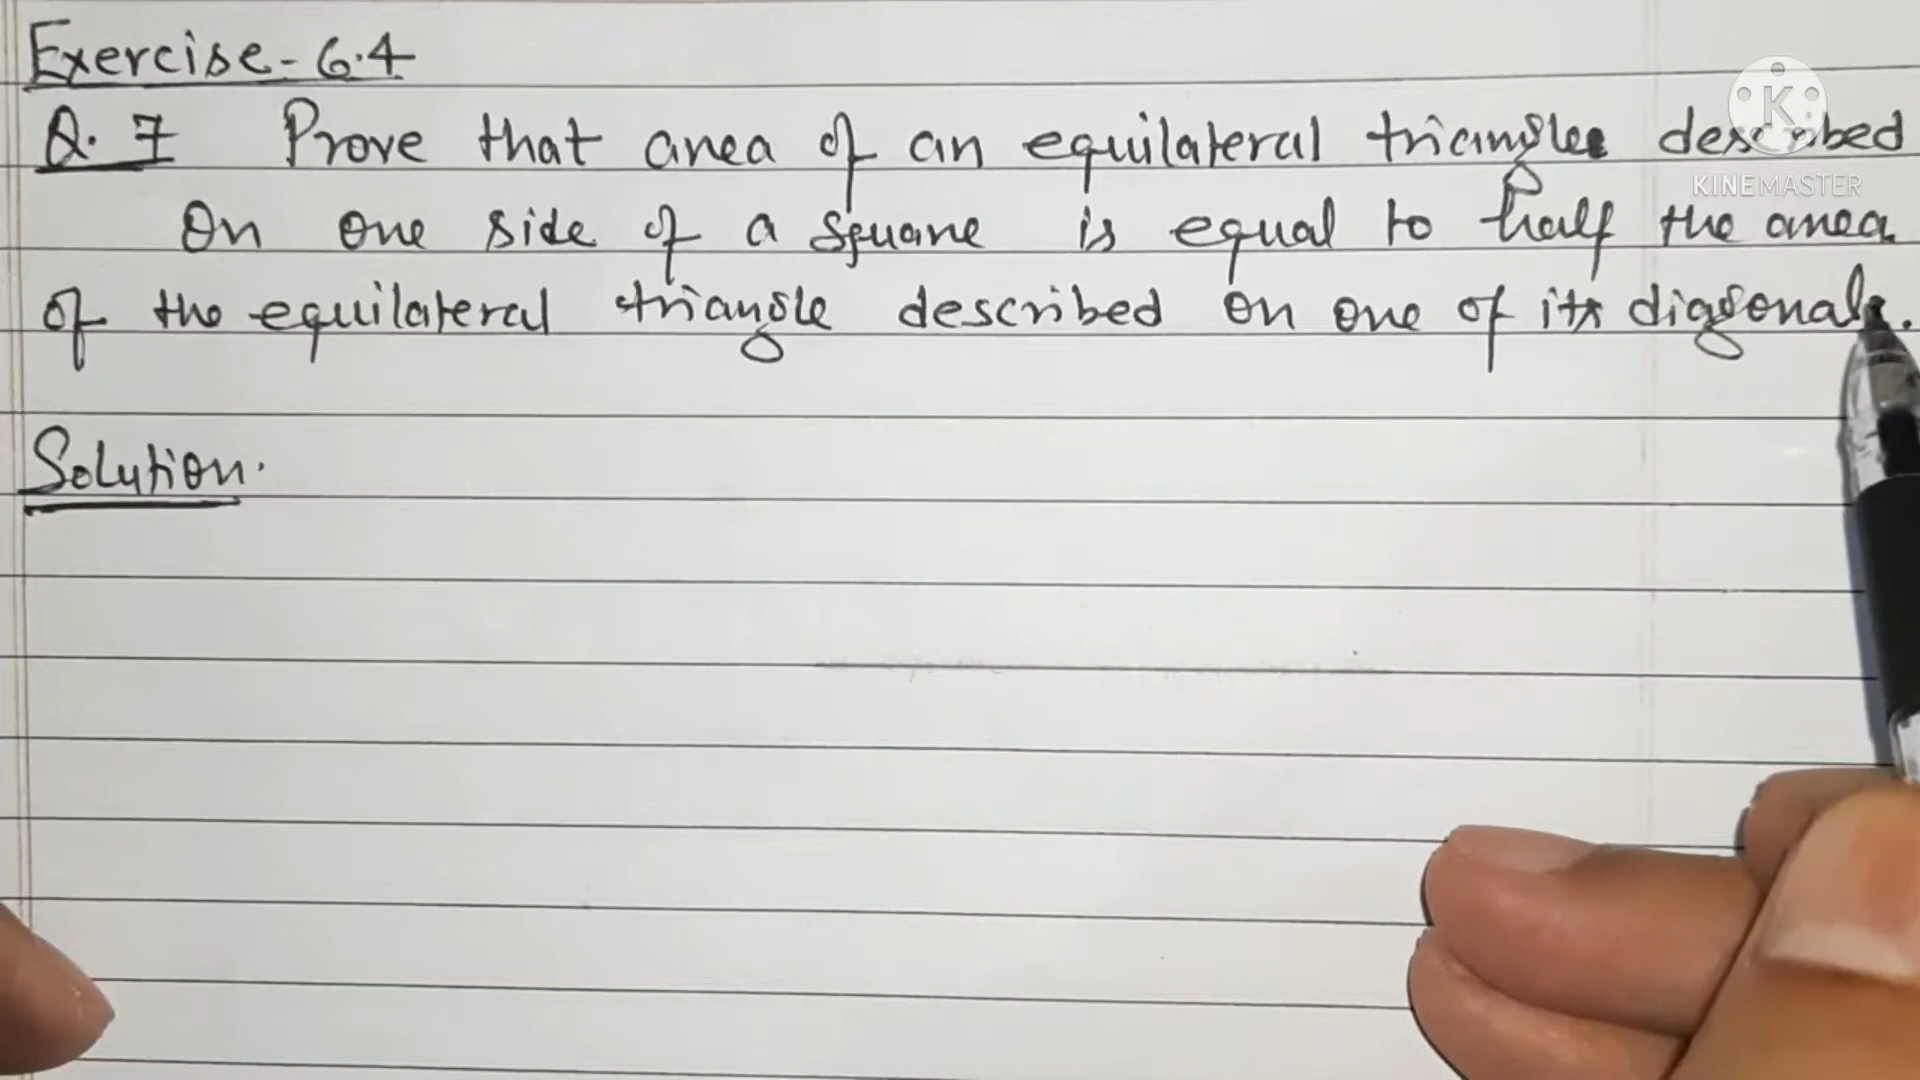 Exercise - 6.4
Q. 7 Prove that area of an equilateral triangle described
On one side of a square is equal to half the area
of the equilateral triangle described on one of its diagonals.
Solution.
K
KINEMASTER